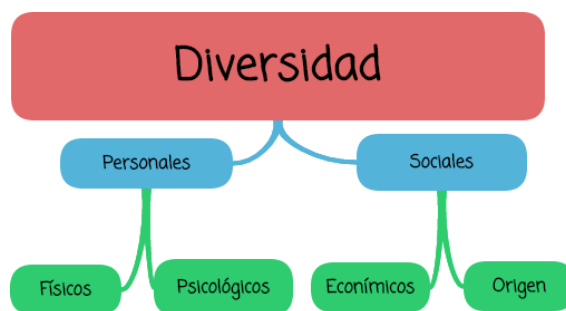 Diversidad
Personales
Sociales
Físicos
Psicológicos
Econímicos
Origen